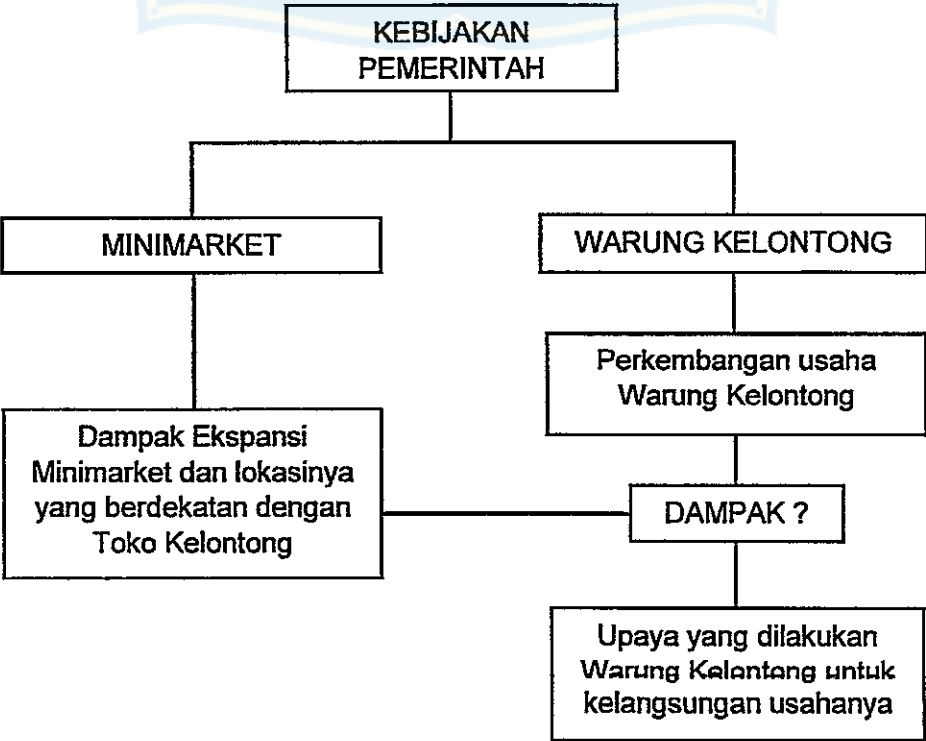 KEBIJAKAN
PEMERINTAH
MINIMARKET
WARUNG KELONTONG
Perkembangan usaha
Warung Kelontong
Dampak Ekspansi
Minimarket dan lokasinya
yang berdekatan dengan
Toko Kelontong
DAMPAK ?
Upaya yang dilakukan
Warung Kelontong untuk
kelangsungan usahanya